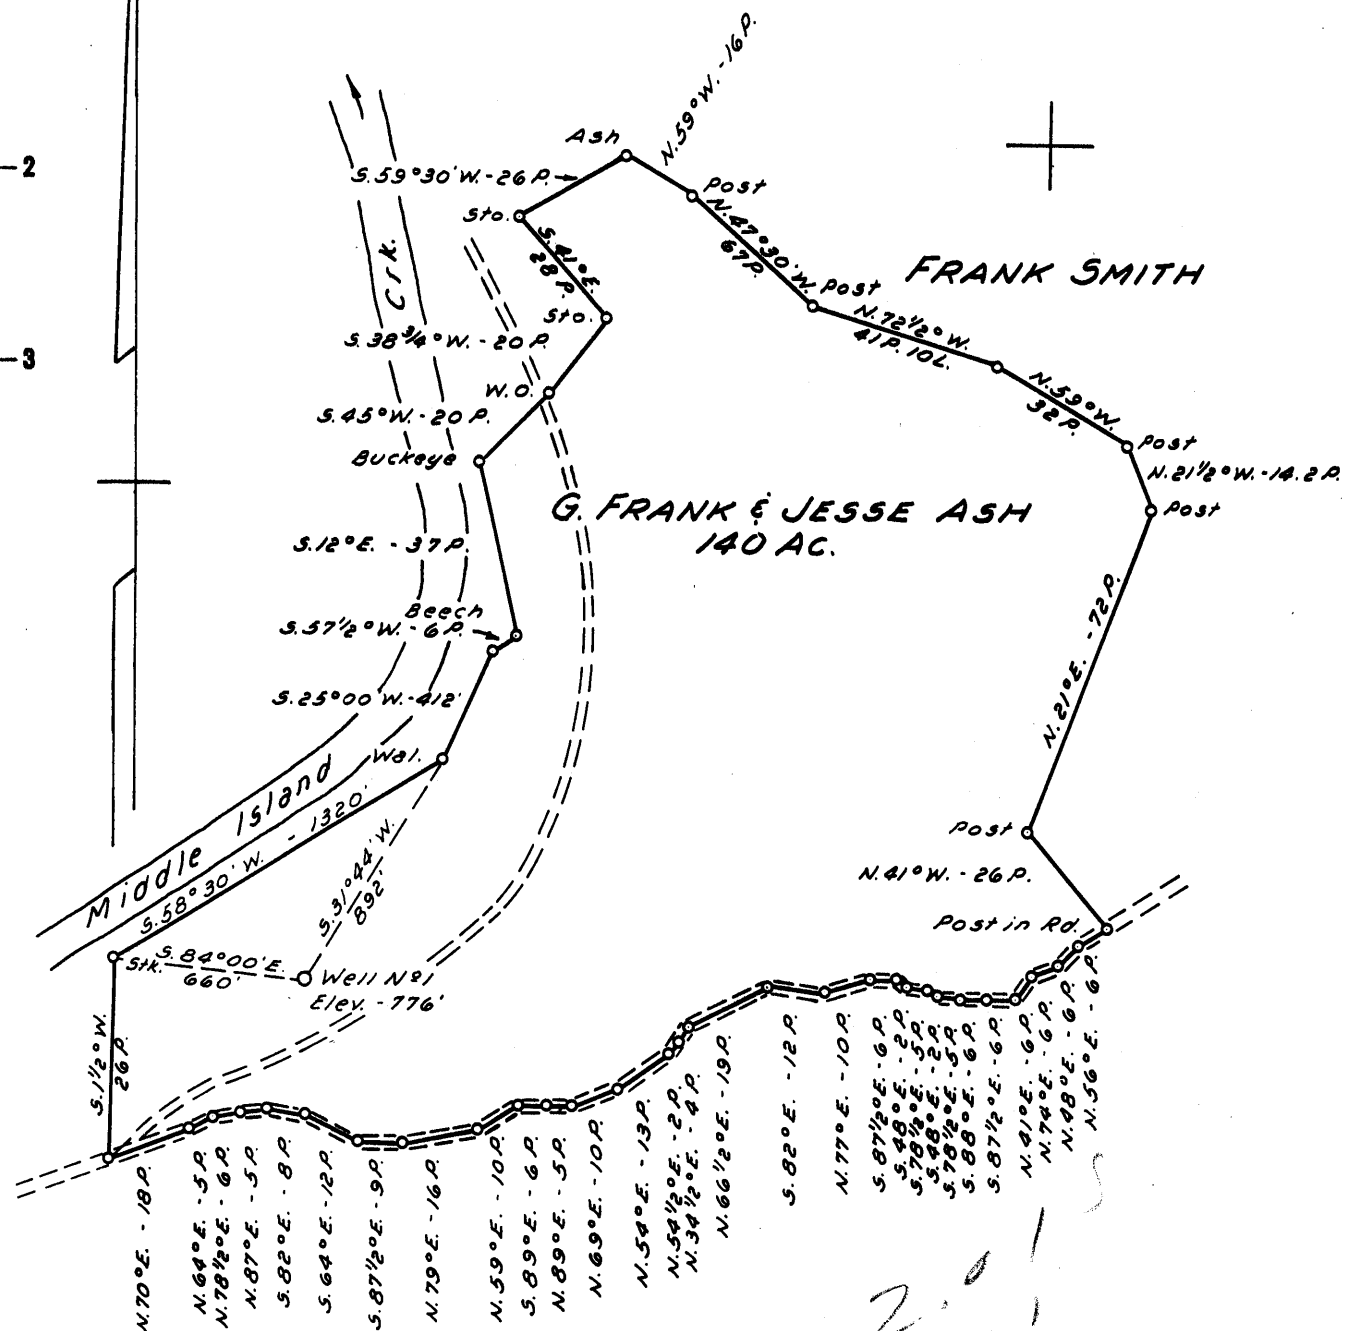 -2
-3
N.59°W.-16P.
Ash
S.59°30'W.-26P.
Post
Sto.
N.47°30'W.
67P.
S.41°E.
28P.
FRANK SMITH
Post
Crk.
Sto.
N.72½°W.
41P.10L.
S.38¾°W.-20P.
W.O.
N.59°W.
32P.
S.45°W.-20P.
Post
Buckeye
N.21½°W.-14.2P.
G. FRANK & JESSE ASH
140 AC.
Post
S.12°E.-37P.
Beech
S.57½°W.-6P.
N.21°E.-72P.
S.25°00'W.-412'
Wal.
Middle Island
S.58°30'W.-1320'
S.31°44'W.
892'
Post
N.41°W.-26P.
Post in Rd.
Stk.
S.84°00'E.
660'
Well Nº1
Elev.-776'
S.1½°W.
26P.
N.70°E.-18P.
N.64°E.-5P.
N.78½°E.-6P.
N.87°E.-5P.
S.82°E.-8P.
S.64°E.-12P.
S.87½°E.-9P.
N.79°E.-16P.
N.59°E.-10P.
S.89°E.-6P.
N.89°E.-5P.
N.69°E.-10P.
N.54°E.-13P.
N.54½°E.-2P.
N.34½°E.-4P.
N.66½°E.-19P.
S.82°E.-12P.
N.77°E.-10P.
S.87½°E.-6P.
S.48°E.-2P.
S.78½°E.-5P.
S.48°E.-2P.
S.78½°E.-5P.
S.88°E.-6P.
S.87½°E.-6P.
N.41°E.-6P.
N.74°E.-6P.
N.48°E.-6P.
N.56°E.-6P.